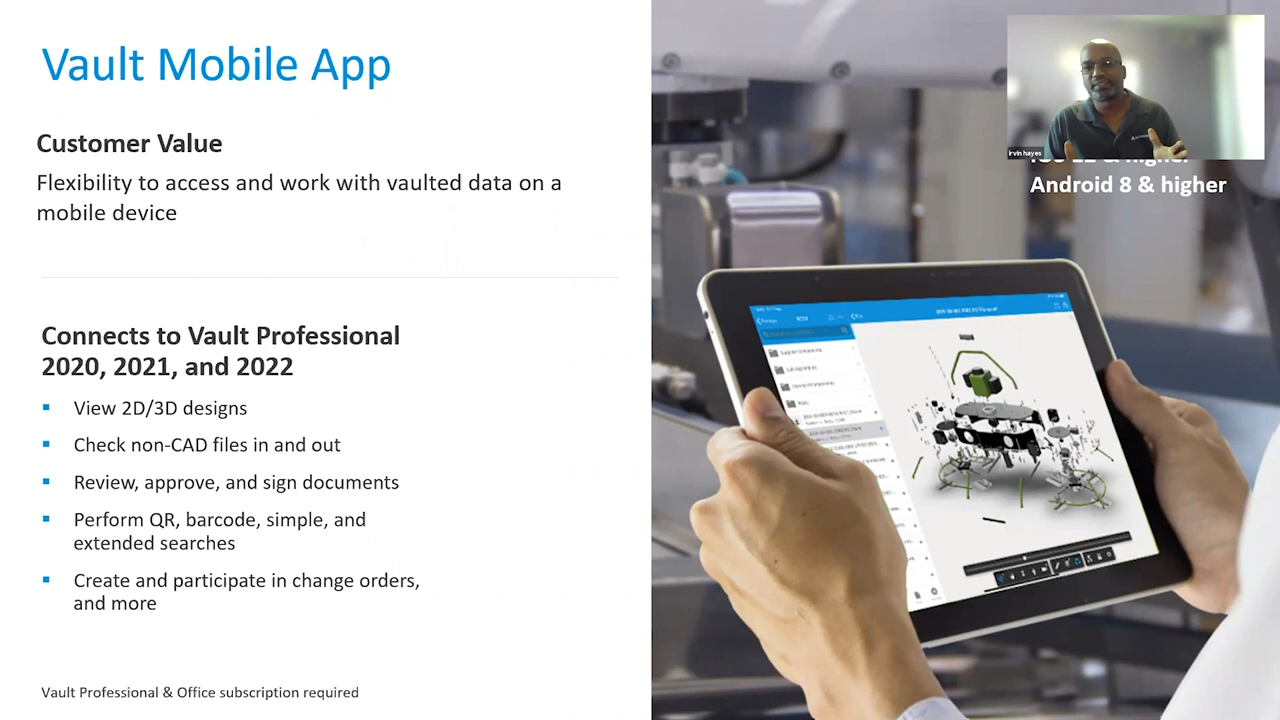 Vault Mobile App
Customer Value
Flexibility to access and work with vaulted data on a
mobile device
Connects to Vault Professional
2020, 2021, and 2022
View 2D/3D designs
Check non-CAD files in and out
Review, approve, and sign documents
Perform QR, barcode, simple, and
extended searches
Create and participate in change orders,
and more
Vault Professional & Office subscription required
irvin hayes
& higher
Android 8 & higher